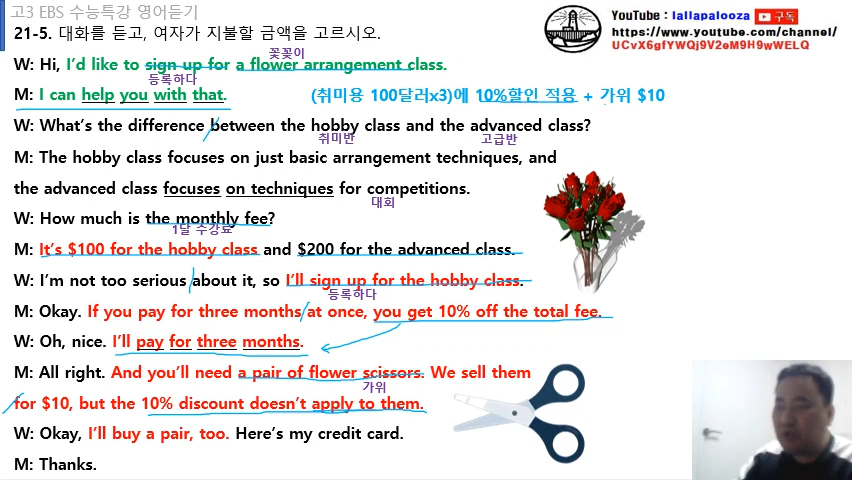 고3 EBS 수능특강 영어듣기
YouTube : lallapalooza 구독
https://www.youtube.com/channel/
UCvX6gfYWQj9V2eM9H9wWELQ
21-5. 대화를 듣고, 여자가 지불할 금액을 고르시오.
꽃꽂이
W: Hi, I’d like to sign up for a flower arrangement class.
등록하다
M: I can help you with that.
(취미용 100달러x3)에 10%할인 적용 + 가위 $10
W: What’s the difference between the hobby class and the advanced class?
취미반 고급반
M: The hobby class focuses on just basic arrangement techniques, and
the advanced class focuses on techniques for competitions.
대회
W: How much is the monthly fee?
1달 수강료
M: It’s $100 for the hobby class and $200 for the advanced class.
W: I’m not too serious about it, so I’ll sign up for the hobby class.
등록하다
M: Okay. If you pay for three months at once, you get 10% off the total fee.
W: Oh, nice. I’ll pay for three months.
M: All right. And you’ll need a pair of flower scissors. We sell them
가위
for $10, but the 10% discount doesn’t apply to them.
W: Okay, I’ll buy a pair, too. Here’s my credit card.
M: Thanks.